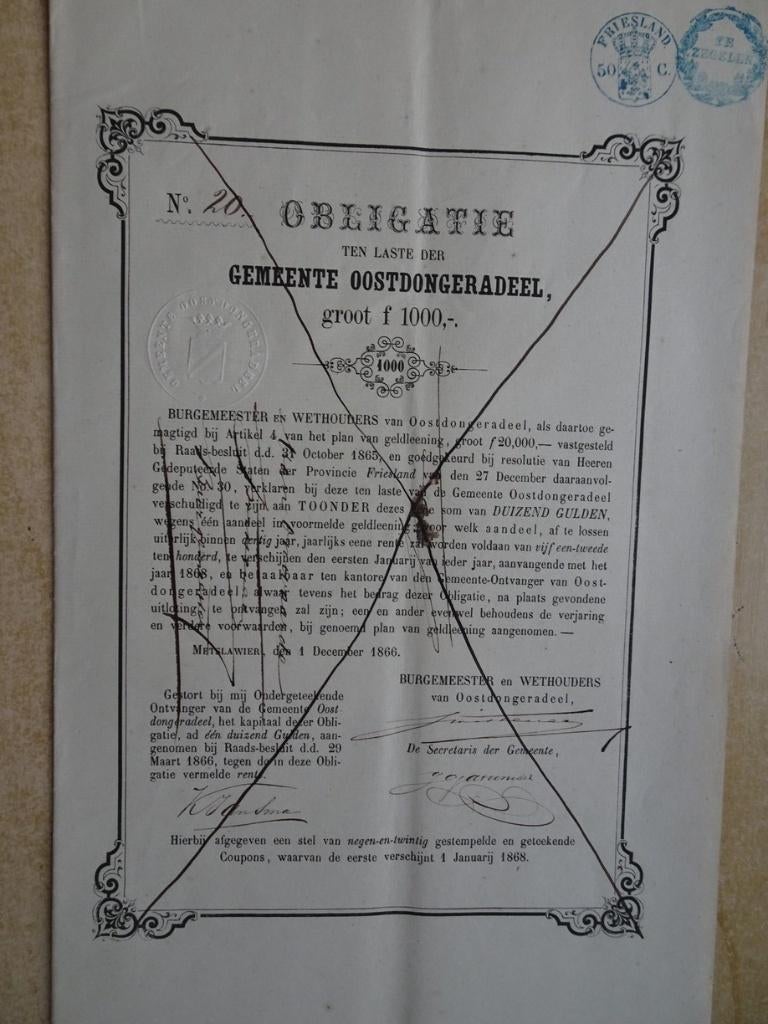 FRIESLAND
50 C.
TE
ZEGELEN
Nº. 20.
OBLIGATIE
TEN LASTE DER
GEMEENTE OOSTDONGERADEEL,
groot f 1000,-.
GEMEENTE OOSTDONGERADEEL
1000
BURGEMEESTER EN WETHOUDERS van Oostdongeradeel, als daartoe ge-
magtigd bij Artikel 4 van het plan van geldleening, groot f 20,000,— vastgesteld
bij Raads-besluit d.d. 31 October 1865, en goedgekeurd bij resolutie van Heeren
Gedeputeerde Staten der Provincie Friesland van den 27 December daaraanvol-
gende No. 30, verklaren bij deze ten laste van de Gemeente Oostdongeradeel
verschuldigd te zijn aan TOONDER dezes eene som van DUIZEND GULDEN,
wegens één aandeel in voormelde geldleening, voor welk aandeel, af te lossen
uiterlijk binnen dertig jaar, jaarlijks eene rente zal worden voldaan van vijf een-tweede
ten honderd, te verschijnen den eersten Januarij van ieder jaar, aanvangende met het
jaar 1868, en betaalbaar ten kantore van den Gemeente-Ontvanger van Oost-
dongeradeel, alwaar tevens het bedrag dezer Obligatie, na plaats gevondene
uitloting, te ontvangen zal zijn; een en ander evenwel behoudens de verjaring
en verdere voorwaarden, bij genoemd plan van geldleening aangenomen. —
METSLAWIER, den 1 December 1866.
BURGEMEESTER en WETHOUDERS
van Oostdongeradeel,
Gestort bij mij Ondergeteekende
Ontvanger van de Gemeente Oost
dongeradeel, het kapitaal dezer Obli-
gatie, ad één duizend Gulden, aan-
genomen bij Raads-besluit d.d. 29
Maart 1866, tegen de in deze Obli-
gatie vermelde rente.
De Secretaris der Gemeente,
Hierbij afgegeven een stel van negen-en-twintig gestempelde en geteekende
Coupons, waarvan de eerste verschijnt 1 Januarij 1868.